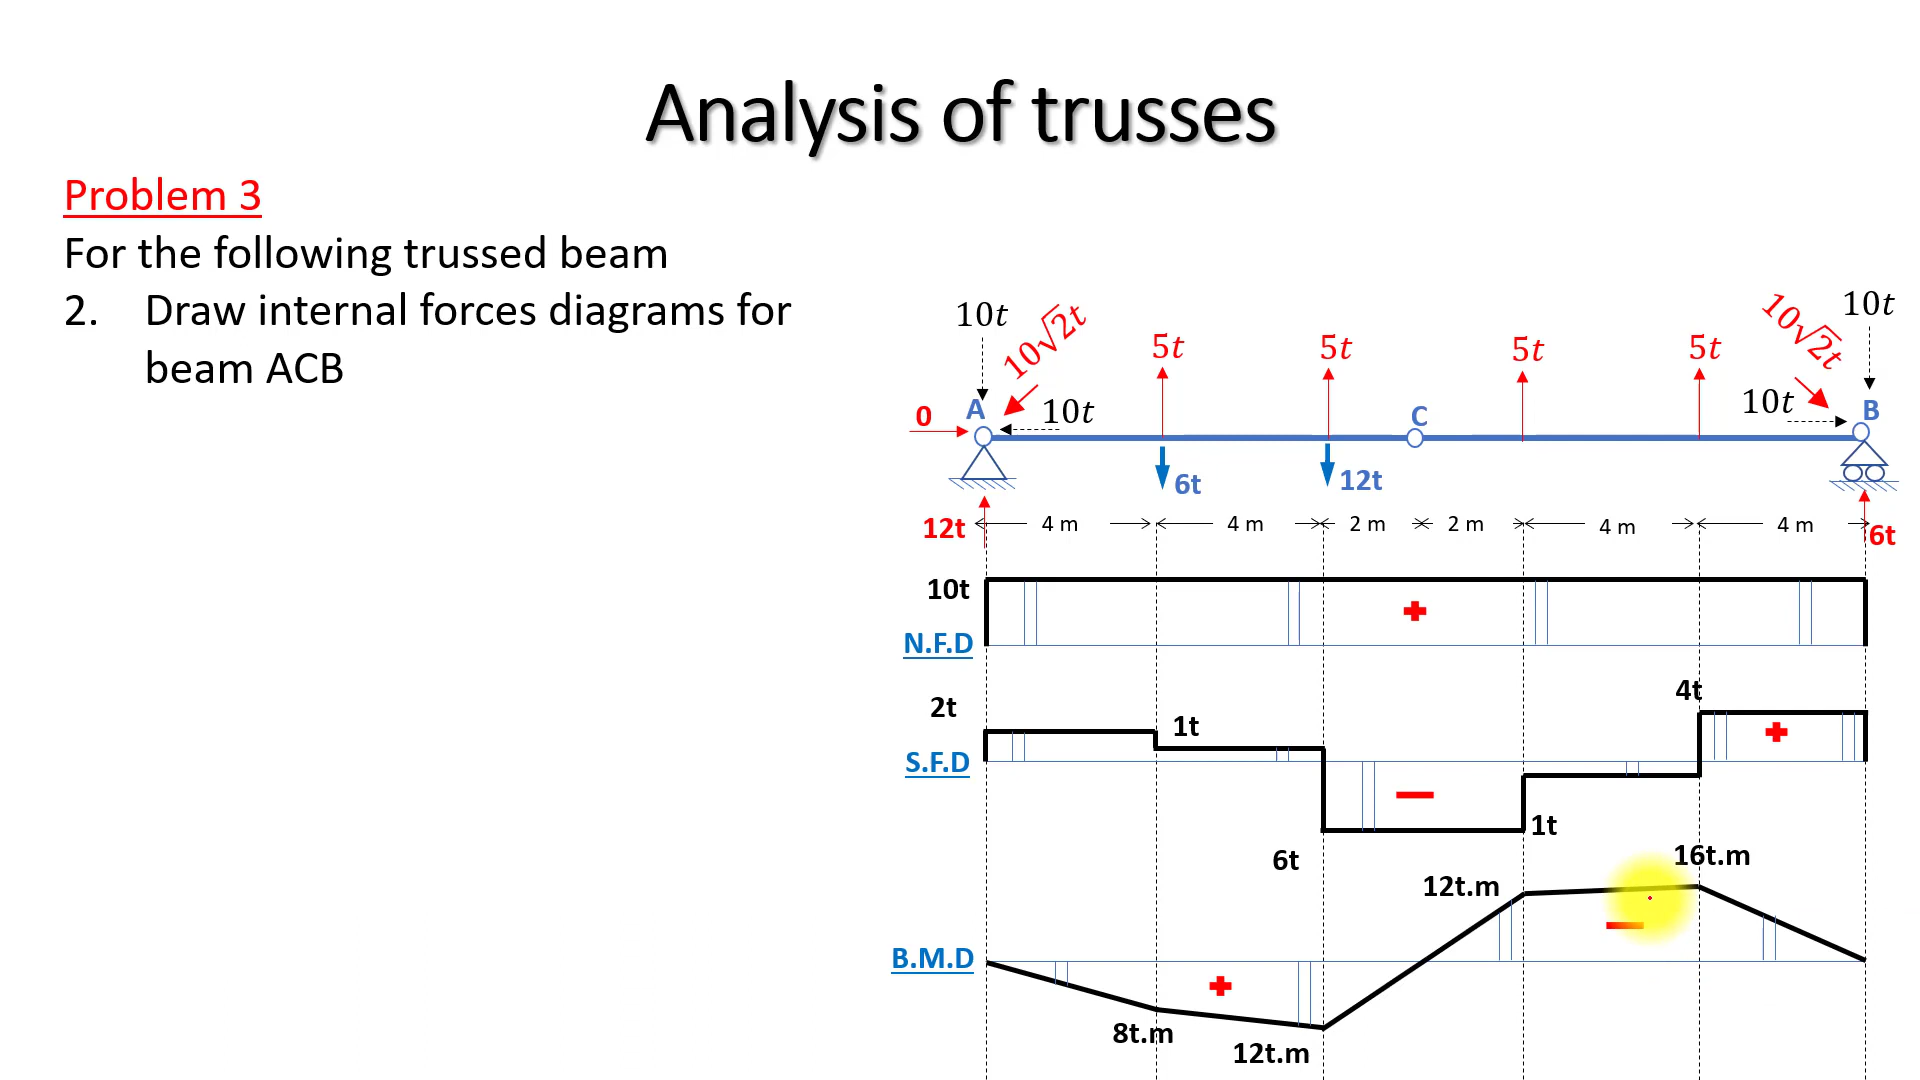 Analysis of trusses
Problem 3
For the following trussed beam
2. Draw internal forces diagrams for
beam ACB
10t
10√2t
5t
5t
5t
5t
10√2t
10t
0
A
10t
C
10t
B
6t
12t
12t
4 m
4 m
2 m
2 m
4 m
4 m
6t
10t
N.F.D
2t
1t
4t
S.F.D
6t
1t
12t.m
16t.m
B.M.D
8t.m
12t.m